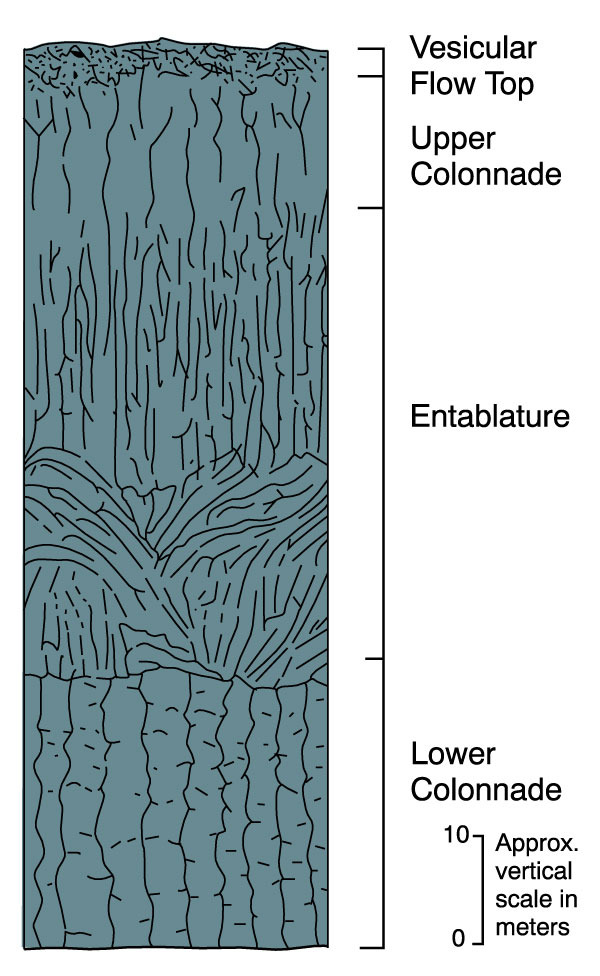 Vesicular
Flow Top
Upper
Colonnade
Entablature
Lower
Colonnade
10
Approx.
vertical
scale in
meters
0